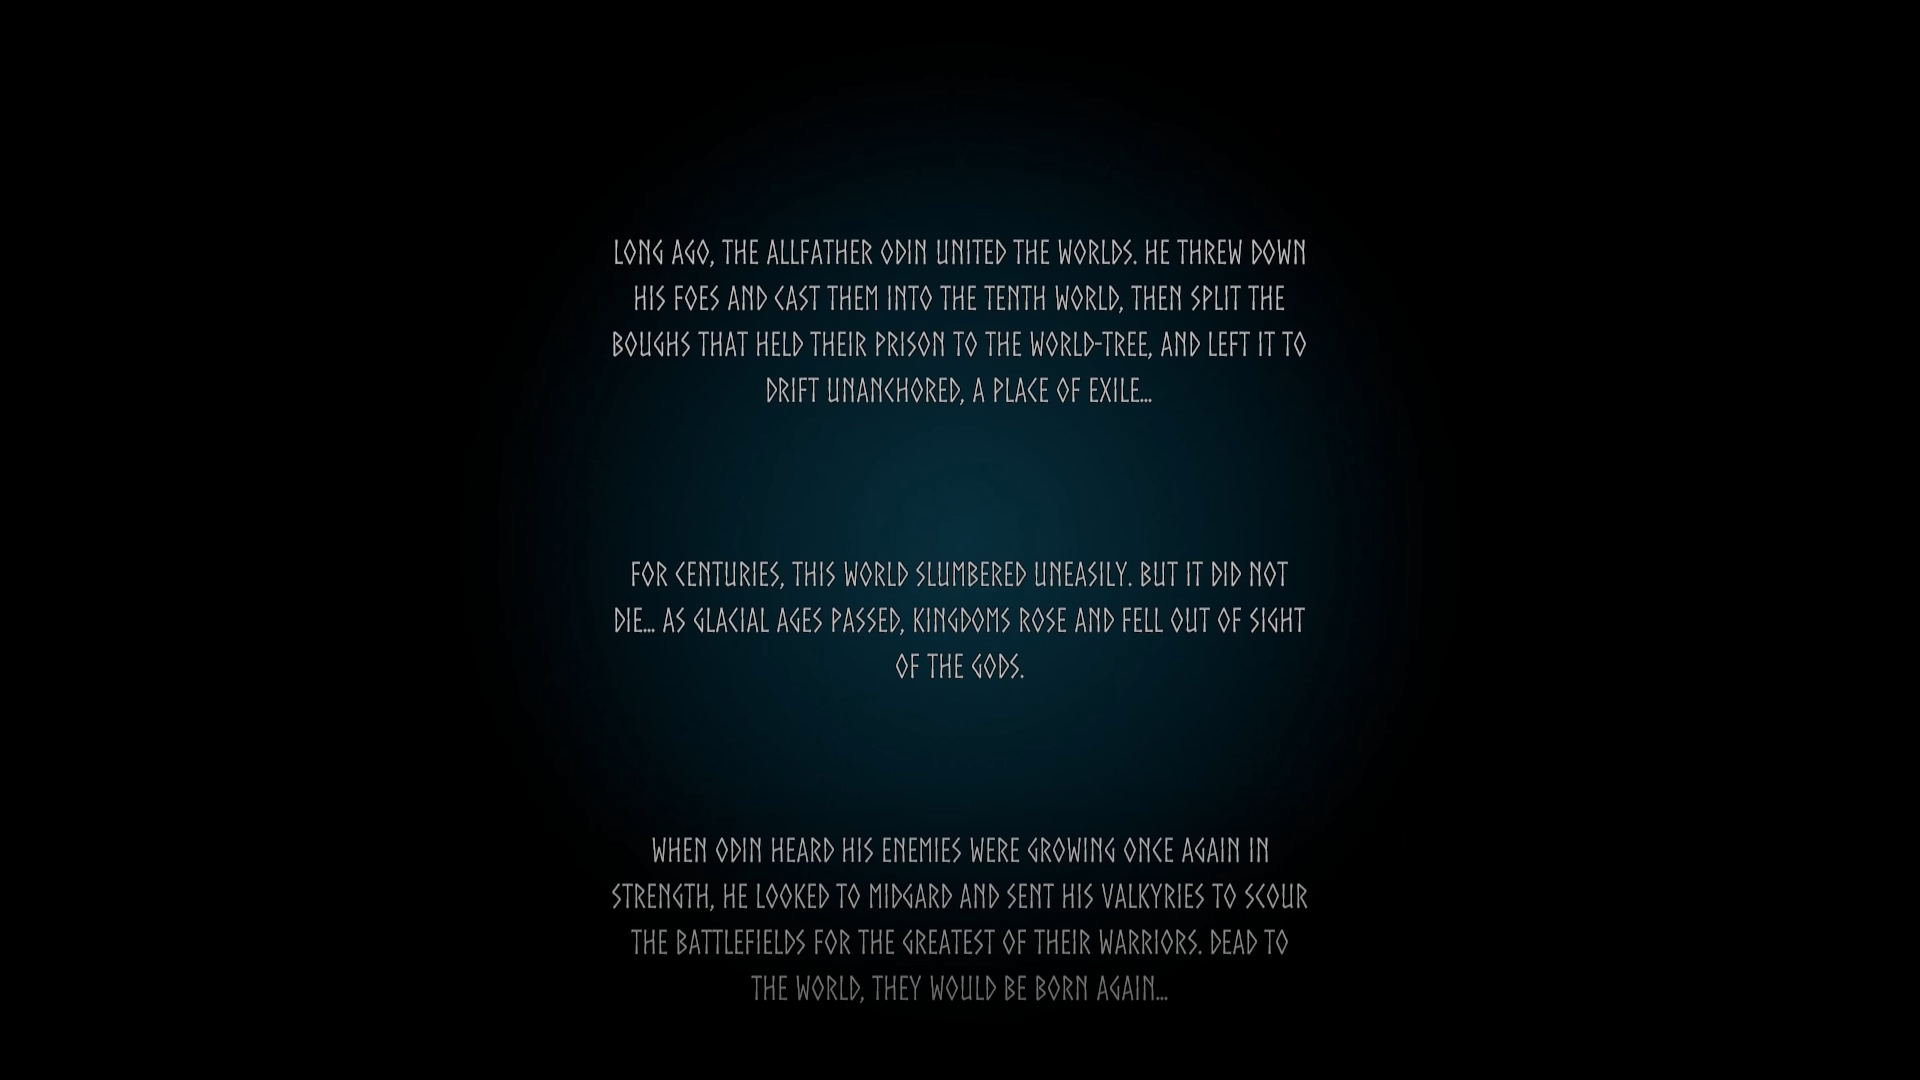 LONG AGO, THE ALLFATHER ODIN UNITED THE WORLDS. HE THREW DOWN
HIS FOES AND CAST THEM INTO THE TENTH WORLD, THEN SPLIT THE
BOUGHS THAT HELD THEIR PRISON TO THE WORLD-TREE, AND LEFT IT TO
DRIFT UNANCHORED, A PLACE OF EXILE...
FOR CENTURIES, THIS WORLD SLUMBERED UNEASILY. BUT IT DID NOT
DIE... AS GLACIAL AGES PASSED, KINGDOMS ROSE AND FELL OUT OF SIGHT
OF THE GODS.
WHEN ODIN HEARD HIS ENEMIES WERE GROWING ONCE AGAIN IN
STRENGTH, HE LOOKED TO MIDGARD AND SENT HIS VALKYRIES TO SCOUR
THE BATTLEFIELDS FOR THE GREATEST OF THEIR WARRIORS. DEAD TO
THE WORLD, THEY WOULD BE BORN AGAIN...